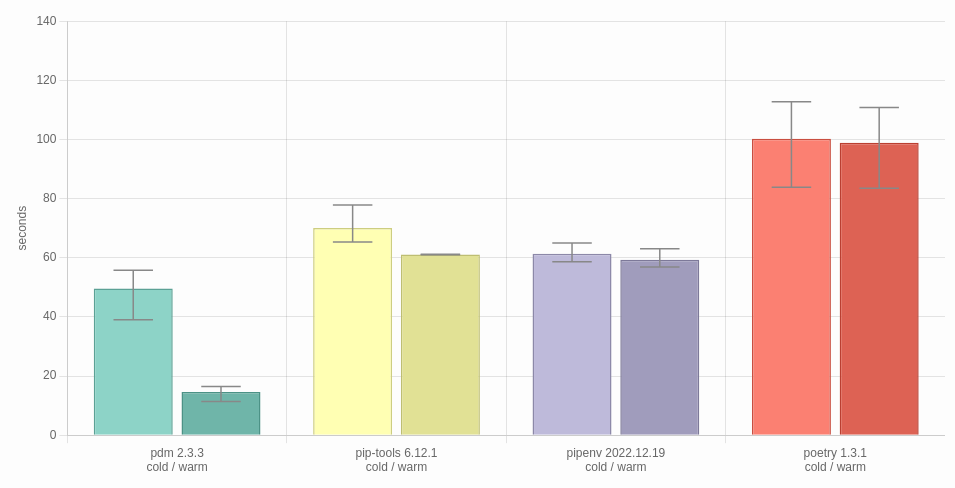 140
120
100
80
60
40
20
0
seconds
pdm 2.3.3
cold / warm
pip-tools 6.12.1
cold / warm
pipenv 2022.12.19
cold / warm
poetry 1.3.1
cold / warm